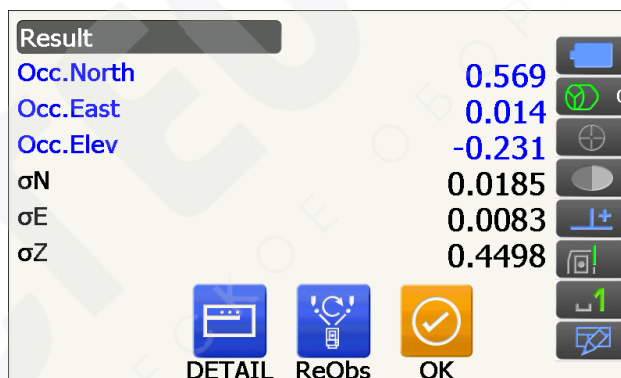 Result
Occ.North 0.569
Occ.East 0.014
Occ.Elev -0.231
σN 0.0185
σE 0.0083
σZ 0.4498
DETAIL ReObs OK